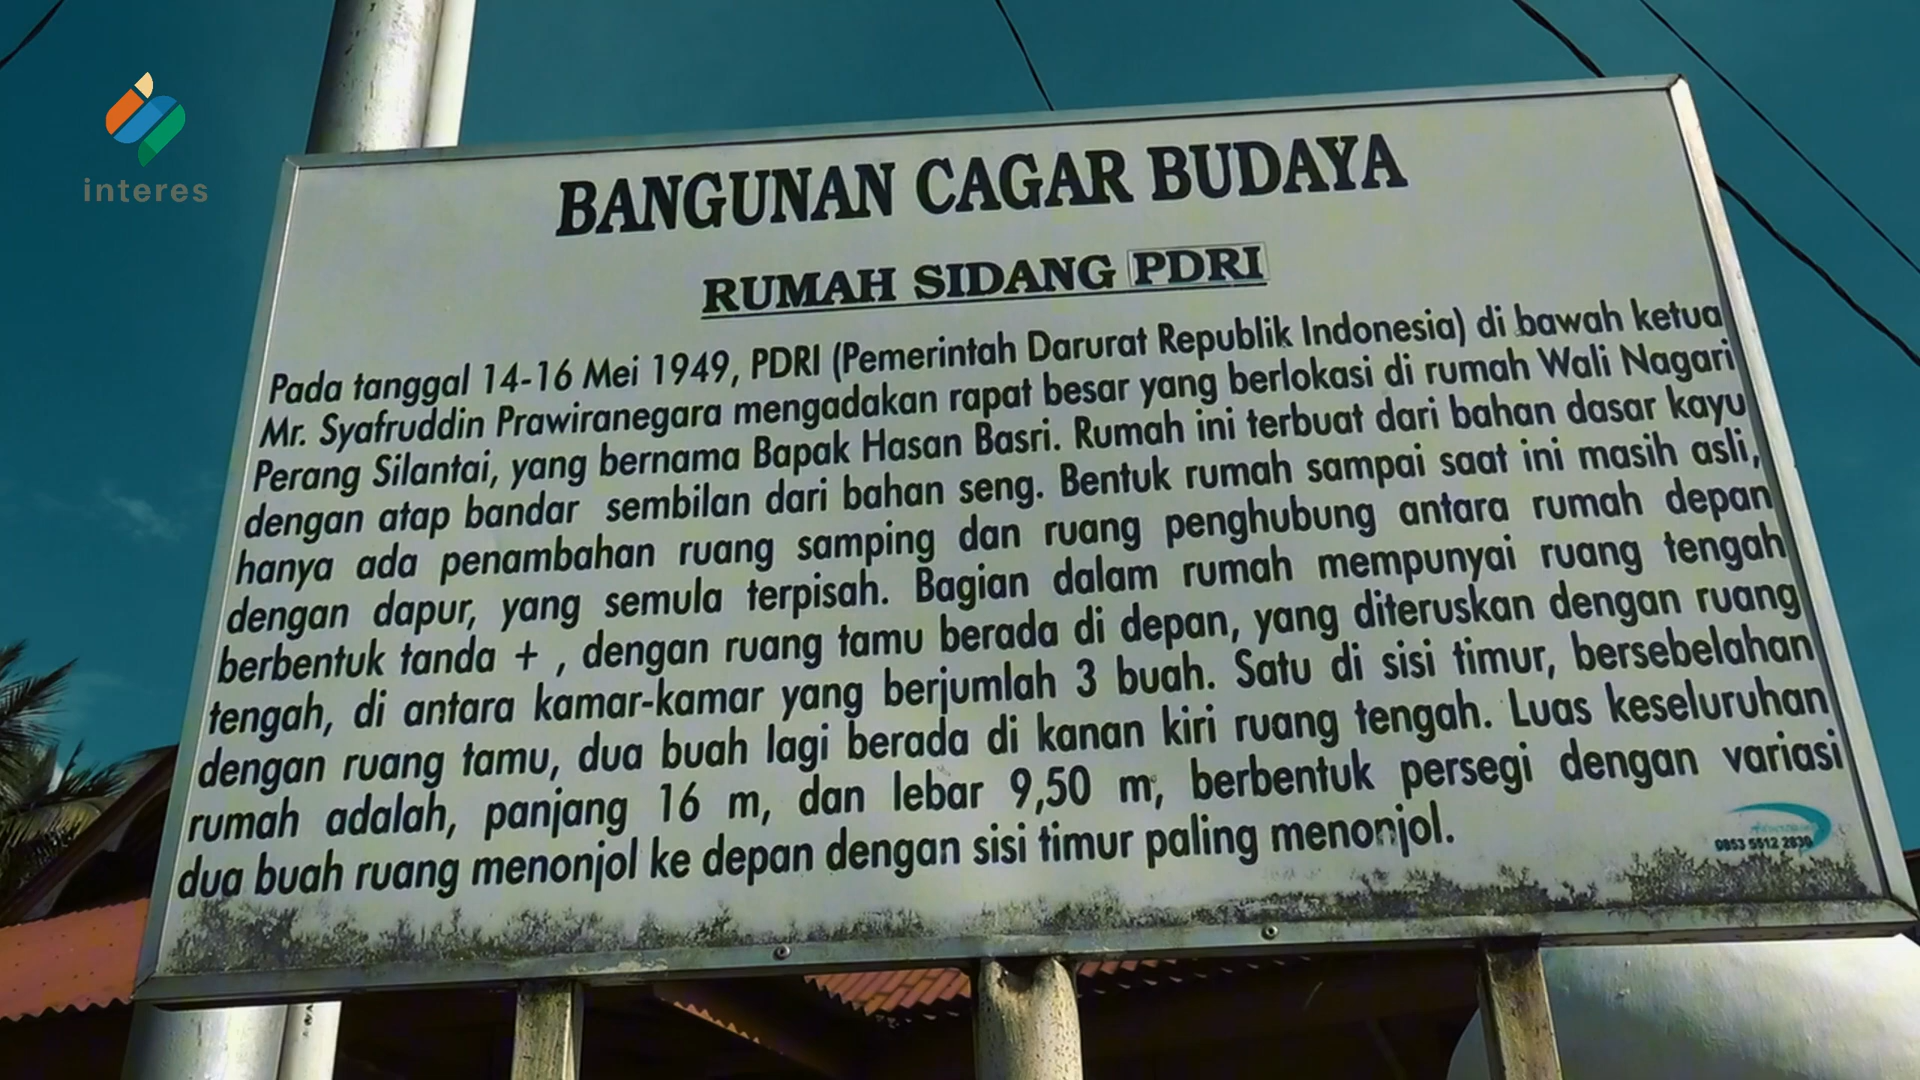 interes
BANGUNAN CAGAR BUDAYA
RUMAH SIDANG PDRI
Pada tanggal 14-16 Mei 1949, PDRI (Pemerintah Darurat Republik Indonesia) di bawah ketua
Mr. Syafruddin Prawiranegara mengadakan rapat besar yang berlokasi di rumah Wali Nagari
Perang Silantai, yang bernama Bapak Hasan Basri. Rumah ini terbuat dari bahan dasar kayu
dengan atap bandar sembilan dari bahan seng. Bentuk rumah sampai saat ini masih asli,
hanya ada penambahan ruang samping dan ruang penghubung antara rumah depan
dengan dapur, yang semula terpisah. Bagian dalam rumah mempunyai ruang tengah
berbentuk tanda + , dengan ruang tamu berada di depan, yang diteruskan dengan ruang
tengah, di antara kamar-kamar yang berjumlah 3 buah. Satu di sisi timur, bersebelahan
dengan ruang tamu, dua buah lagi berada di kanan kiri ruang tengah. Luas keseluruhan
rumah adalah, panjang 16 m, dan lebar 9,50 m, berbentuk persegi dengan variasi
dua buah ruang menonjol ke depan dengan sisi timur paling menonjol.